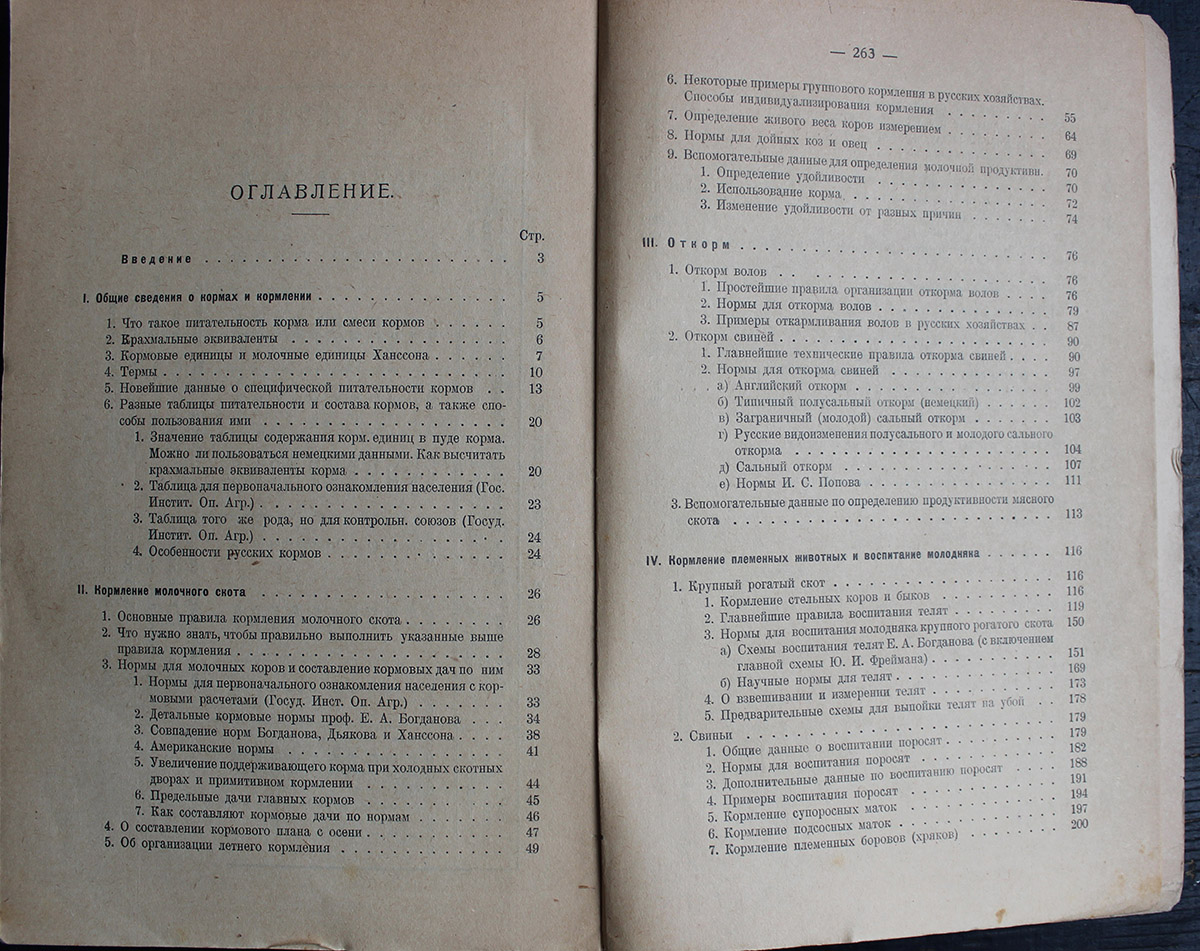 ОГЛАВЛЕНИЕ.
Стр.
Введение . . . . . . . . . . . . . . . . . . . . . . . 3
I. Общие сведения о кормах и кормлении . . . . . . . . . . . . . 5
1. Что такое питательность корма или смеси кормов . . . . . . 5
2. Крахмальные эквиваленты . . . . . . . . . . . . . . . 6
3. Кормовые единицы и молочные единицы Ханссона . . . . . . 7
4. Термы . . . . . . . . . . . . . . . . . . . . . . . 10
5. Новейшие данные о специфической питательности кормов . . 13
6. Разные таблицы питательности и состава кормов, а также спо-
собы пользования ими . . . . . . . . . . . . . . . . 20
1. Значение таблицы содержания корм. единиц в пуде корма.
Можно ли пользоваться немецкими данными. Как высчитать
крахмальные эквиваленты корма . . . . . . . . . . . 20
2. Таблица для первоначального ознакомления населения (Гос.
Инстит. Оп. Агр.) . . . . . . . . . . . . . . . . . 23
3. Таблица того же рода, но для контрольн. союзов (Госуд.
Инстит. Оп. Агр.) . . . . . . . . . . . . . . . . . 24
4. Особенности русских кормов . . . . . . . . . . . . . 24
II. Кормление молочного скота . . . . . . . . . . . . . . . . 26
1. Основные правила кормления молочного скота . . . . . . . . 26
2. Что нужно знать, чтобы правильно выполнить указанные выше
правила кормления . . . . . . . . . . . . . . . . . . 28
3. Нормы для молочных коров и составление кормовых дач по ним 33
1. Нормы для первоначального ознакомления населения с кор-
мовыми расчетами (Госуд. Инст. Оп. Агр.) . . . . . . . 33
2. Детальные кормовые нормы проф. Е. А. Богданова . . . 34
3. Совпадение норм Богданова, Дьякова и Ханссона . . . . 38
4. Американские нормы . . . . . . . . . . . . . . . 41
5. Увеличение поддерживающего корма при холодных скотных
дворах и примитивном кормлении . . . . . . . . . . 44
6. Предельные дачи главных кормов . . . . . . . . . . 45
7. Как составляют кормовые дачи по нормам . . . . . . . 46
4. О составлении кормового плана с осени . . . . . . . . . . . 47
5. Об организации летнего кормления . . . . . . . . . . . . . 49
— 263 —
6. Некоторые примеры группового кормления в русских хозяйствах.
Способы индивидуализирования кормления . . . . . . . . 55
7. Определение живого веса коров измерением . . . . . . . . 64
8. Нормы для дойных коз и овец . . . . . . . . . . . . . 69
9. Вспомогательные данные для определения молочной продуктивн. 70
1. Определение удойливости . . . . . . . . . . . . . 70
2. Использование корма . . . . . . . . . . . . . . . 72
3. Изменение удойливости от разных причин . . . . . . . 74
III. Откорм . . . . . . . . . . . . . . . . . . . . . . . 76
1. Откорм волов . . . . . . . . . . . . . . . . . . . . 76
1. Простейшие правила организации откорма волов . . . . 76
2. Нормы для откорма волов . . . . . . . . . . . . . 79
3. Примеры откармливания волов в русских хозяйствах . . 87
2. Откорм свиней . . . . . . . . . . . . . . . . . . . . 90
1. Главнейшие технические правила откорма свиней . . . . 90
2. Нормы для откорма свиней . . . . . . . . . . . . . 97
а) Английский откорм . . . . . . . . . . . . . . . 99
б) Типичный полусальный откорм (немецкий) . . . . . . 102
в) Заграничный (молодой) сальный откорм . . . . . . . 103
г) Русские видоизменения полусального и молодого сального
откорма . . . . . . . . . . . . . . . . . . . 104
д) Сальный откорм . . . . . . . . . . . . . . . . 107
е) Нормы И. С. Попова . . . . . . . . . . . . . . 111
3. Вспомогательные данные по определению продуктивности мясного
скота . . . . . . . . . . . . . . . . . . . . . . . 113
IV. Кормление племенных животных и воспитание молодняка . . . . . . 116
1. Крупный рогатый скот . . . . . . . . . . . . . . . . . 116
1. Кормление стельных коров и быков . . . . . . . . . . 116
2. Главнейшие правила воспитания телят . . . . . . . . . 119
3. Нормы для воспитания молодняка крупного рогатого скота 150
а) Схемы воспитания телят Е. А. Богданова (с включением
главной схемы Ю. И. Фреймана) . . . . . . . . . . 151
б) Научные нормы для телят . . . . . . . . . . . . . 169
4. О взвешивании и измерении телят . . . . . . . . . . 173
5. Предварительные схемы для выпойки телят на убой . . 178
2. Свиньи . . . . . . . . . . . . . . . . . . . . . . . 179
1. Общие данные о воспитании поросят . . . . . . . . . 179
2. Нормы для воспитания поросят . . . . . . . . . . . 182
3. Дополнительные данные по воспитанию поросят . . . . 188
4. Примеры воспитания поросят . . . . . . . . . . . . 191
5. Кормление супоросных маток . . . . . . . . . . . . 194
6. Кормление подсосных маток . . . . . . . . . . . . . 197
7. Кормление племенных боровов (хряков) . . . . . . . . 200